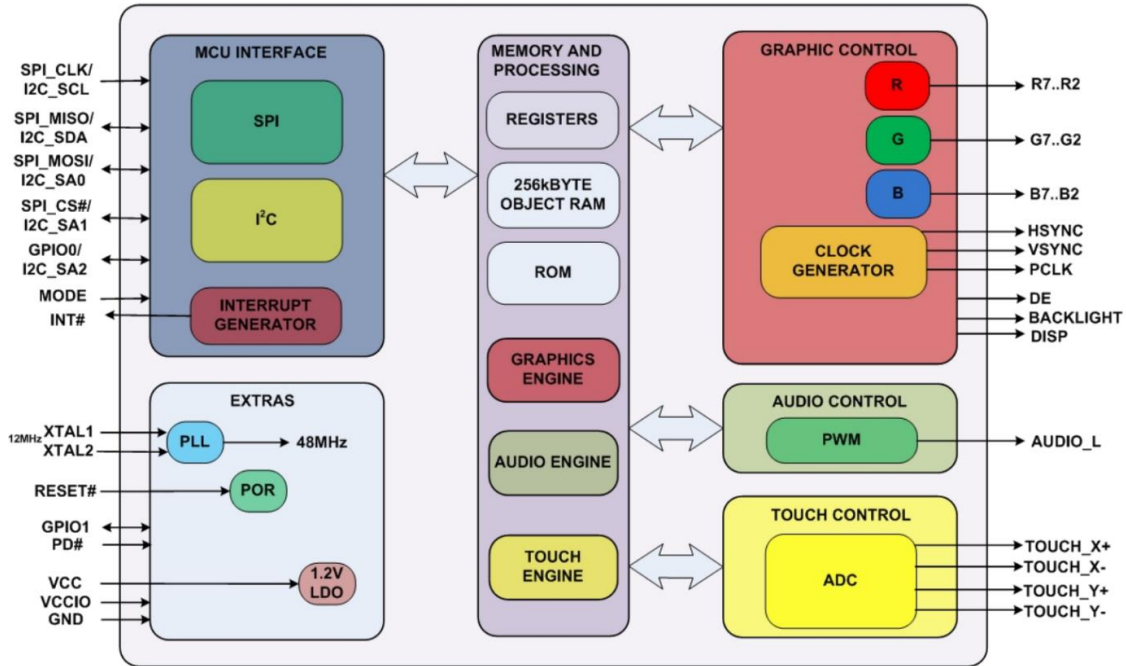 MCU INTERFACE
SPI_CLK/
I2C_SCL
SPI_MISO/
I2C_SDA
SPI_MOSI/
I2C_SA0
SPI_CS#/
I2C_SA1
GPIO0/
I2C_SA2
MODE
INT#
SPI
I²C
INTERRUPT
GENERATOR
EXTRAS
12MHz
XTAL1
XTAL2
PLL
48MHz
RESET#
POR
GPIO1
PD#
VCC
VCCIO
GND
1.2V
LDO
MEMORY AND
PROCESSING
REGISTERS
256kBYTE
OBJECT RAM
ROM
GRAPHICS
ENGINE
AUDIO ENGINE
TOUCH
ENGINE
GRAPHIC CONTROL
R
G
B
CLOCK
GENERATOR
R7..R2
G7..G2
B7..B2
HSYNC
VSYNC
PCLK
DE
BACKLIGHT
DISP
AUDIO CONTROL
PWM
AUDIO_L
TOUCH CONTROL
ADC
TOUCH_X+
TOUCH_X-
TOUCH_Y+
TOUCH_Y-